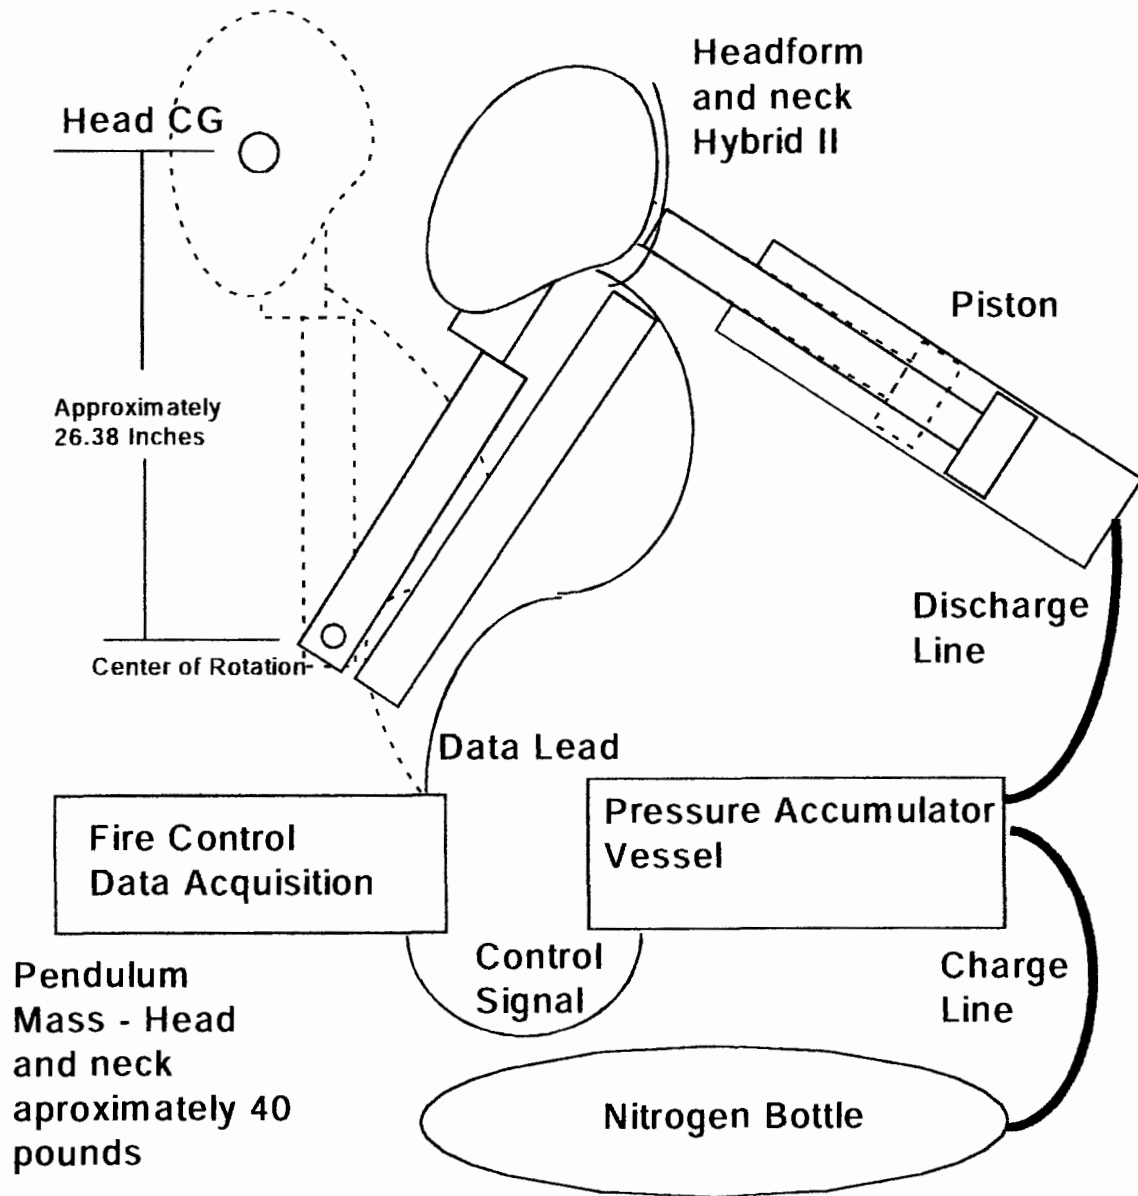 Headform
and neck
Hybrid II
Head CG
Piston
Approximately
26.38 Inches
Discharge
Line
Center of Rotation
Data Lead
Fire Control
Data Acquisition
Pressure Accumulator
Vessel
Control
Signal
Charge
Line
Pendulum
Mass - Head
and neck
aproximately 40
pounds
Nitrogen Bottle